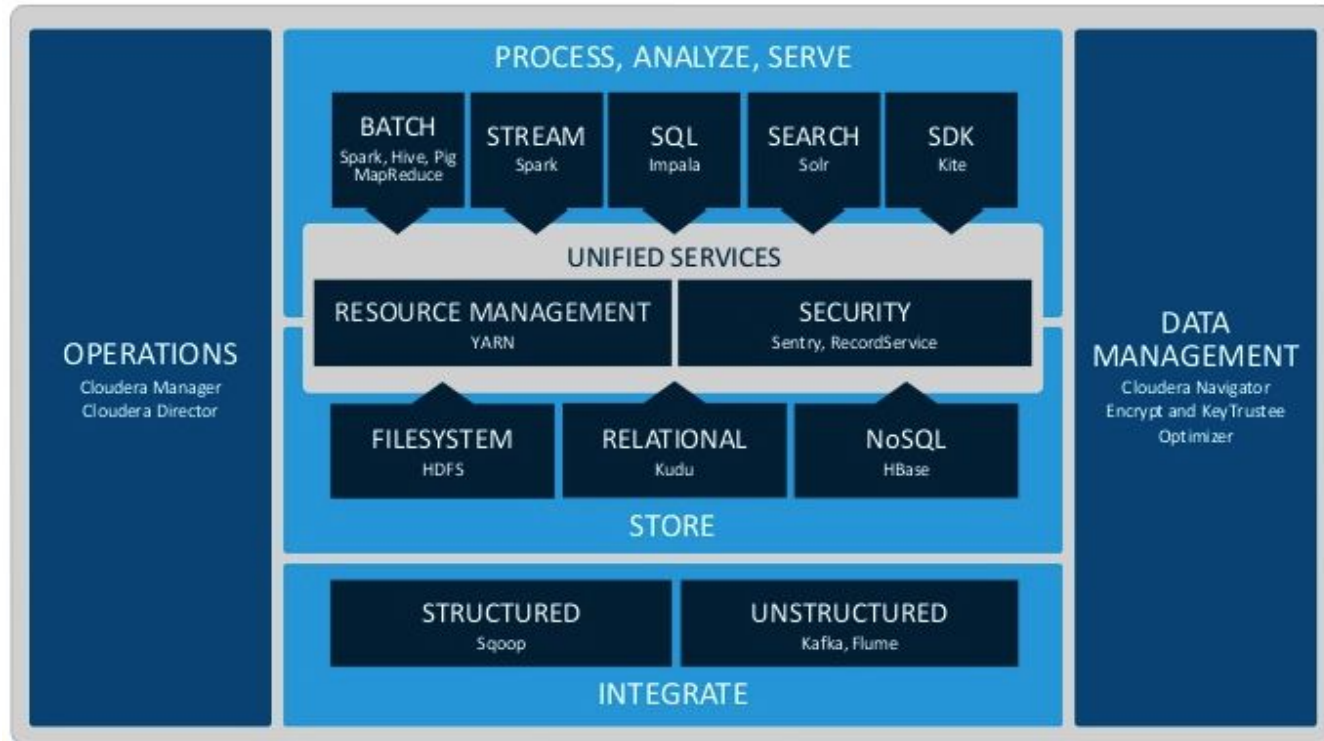 PROCESS, ANALYZE, SERVE
BATCH
Spark, Hive, Pig
MapReduce
STREAM
Spark
SQL
Impala
SEARCH
Solr
SDK
Kite
UNIFIED SERVICES
RESOURCE MANAGEMENT
YARN
SECURITY
Sentry, RecordService
OPERATIONS
Cloudera Manager
Cloudera Director
DATA
MANAGEMENT
Cloudera Navigator
Encrypt and KeyTrustee
Optimizer
FILESYSTEM
HDFS
RELATIONAL
Kudu
NoSQL
HBase
STORE
STRUCTURED
Sqoop
UNSTRUCTURED
Kafka, Flume
INTEGRATE